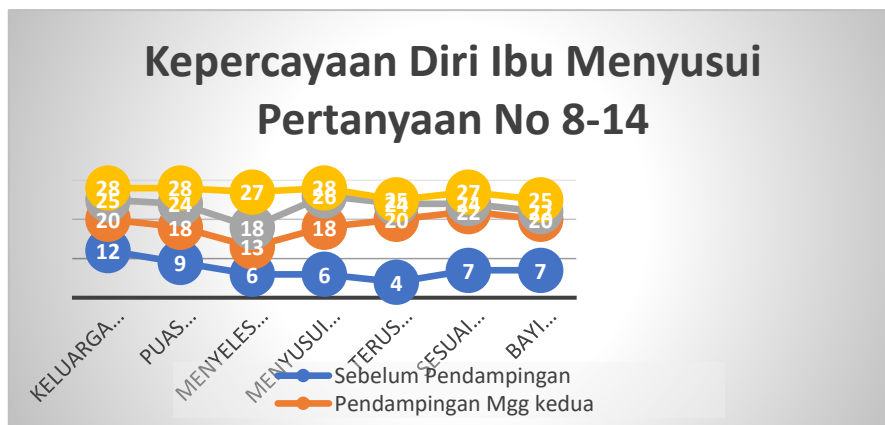 Kepercayaan Diri Ibu Menyusui
Pertanyaan No 8-14
28 28 27 28 25 27 25
25 24 18 26 24 24
20 18 13 18 20 22 20
12 9 6 6 4 7 7
KELUARGA...
PUAS...
MENYELES...
MENYUSUI...
TERUS...
SESUAI...
BAYI...
Sebelum Pendampingan
Pendampingan Mgg kedua